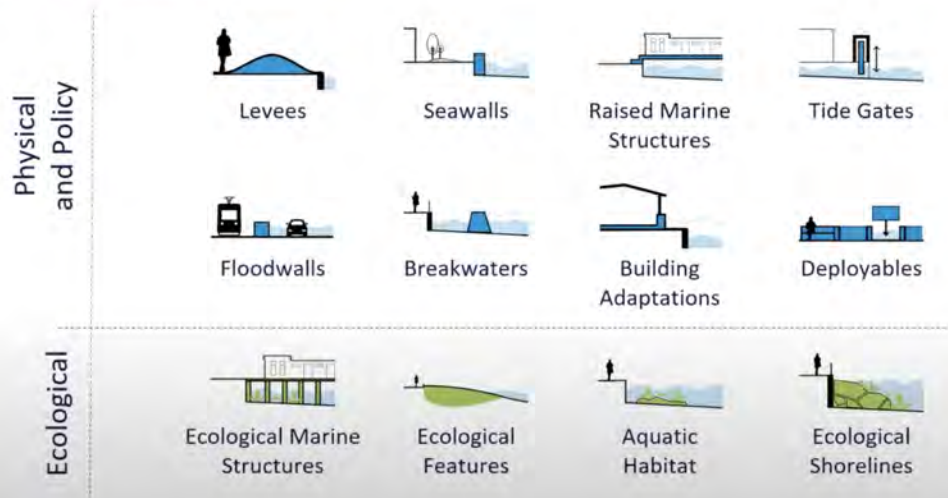 Physical
and Policy
Levees
Seawalls
Raised Marine
Structures
Tide Gates
Floodwalls
Breakwaters
Building
Adaptations
Deployables
Ecological
Ecological Marine
Structures
Ecological
Features
Aquatic
Habitat
Ecological
Shorelines